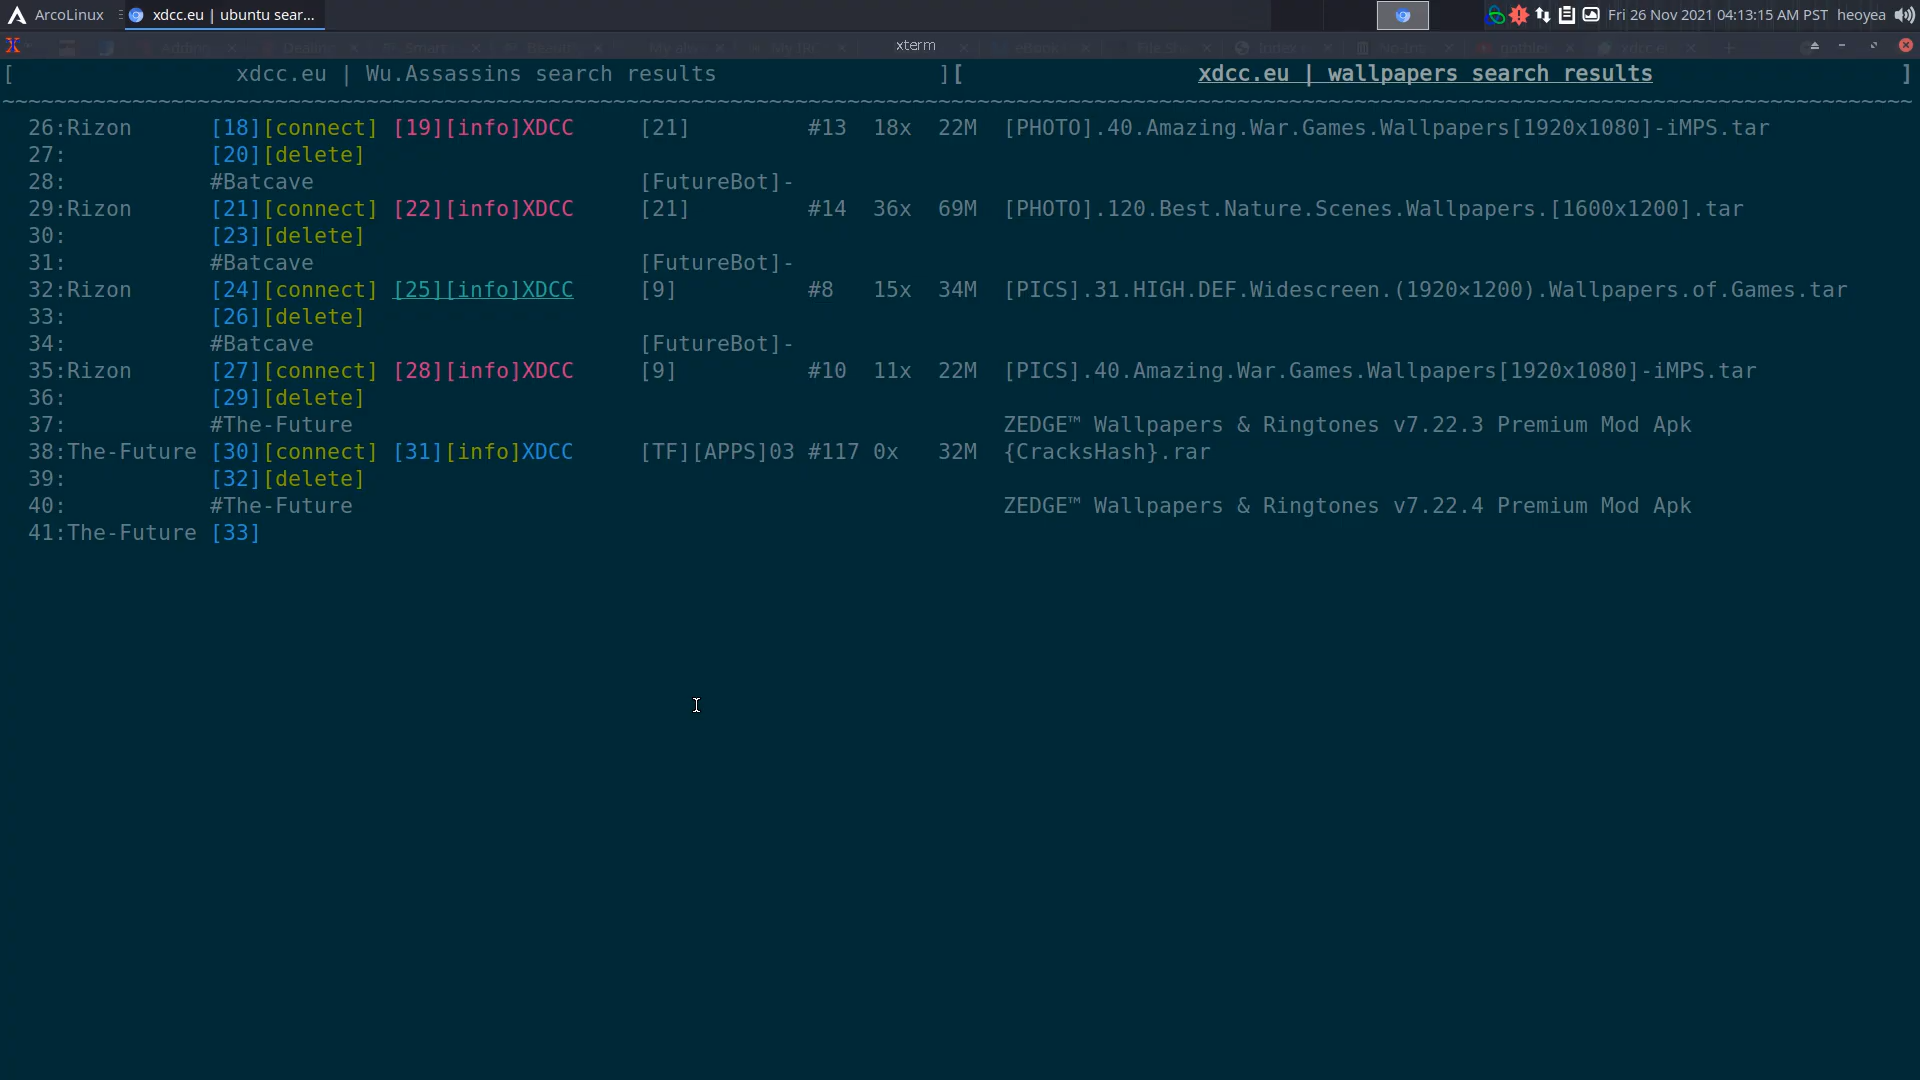 ArcoLinux xdcc.eu | ubuntu sear... Fri 26 Nov 2021 04:13:15 AM PST heoyea
xterm
[ xdcc.eu | Wu.Assassins search results ][ xdcc.eu | wallpapers search results ]
~~~~~~~~~~~~~~~~~~~~~~~~~~~~~~~~~~~~~~~~~~~~~~~~~~~~~~~~~~~~~~~~~~~~~~~~~~~~~~~~~~~~~~~~~~~~~~~~~~~~~~~~~~~~~~~~~~~~~~~~~~~~~~~~~~~~~~~~~~~~~~~~~~~
26:Rizon [18][connect] [19][info]XDCC [21] #13 18x 22M [PHOTO].40.Amazing.War.Games.Wallpapers[1920x1080]-iMPS.tar
27: [20][delete]
28: #Batcave [FutureBot]-
29:Rizon [21][connect] [22][info]XDCC [21] #14 36x 69M [PHOTO].120.Best.Nature.Scenes.Wallpapers.[1600x1200].tar
30: [23][delete]
31: #Batcave [FutureBot]-
32:Rizon [24][connect] [25][info]XDCC [9] #8 15x 34M [PICS].31.HIGH.DEF.Widescreen.(1920×1200).Wallpapers.of.Games.tar
33: [26][delete]
34: #Batcave [FutureBot]-
35:Rizon [27][connect] [28][info]XDCC [9] #10 11x 22M [PICS].40.Amazing.War.Games.Wallpapers[1920x1080]-iMPS.tar
36: [29][delete]
37: #The-Future ZEDGE™ Wallpapers & Ringtones v7.22.3 Premium Mod Apk
38:The-Future [30][connect] [31][info]XDCC [TF][APPS]03 #117 0x 32M {CracksHash}.rar
39: [32][delete]
40: #The-Future ZEDGE™ Wallpapers & Ringtones v7.22.4 Premium Mod Apk
41:The-Future [33]